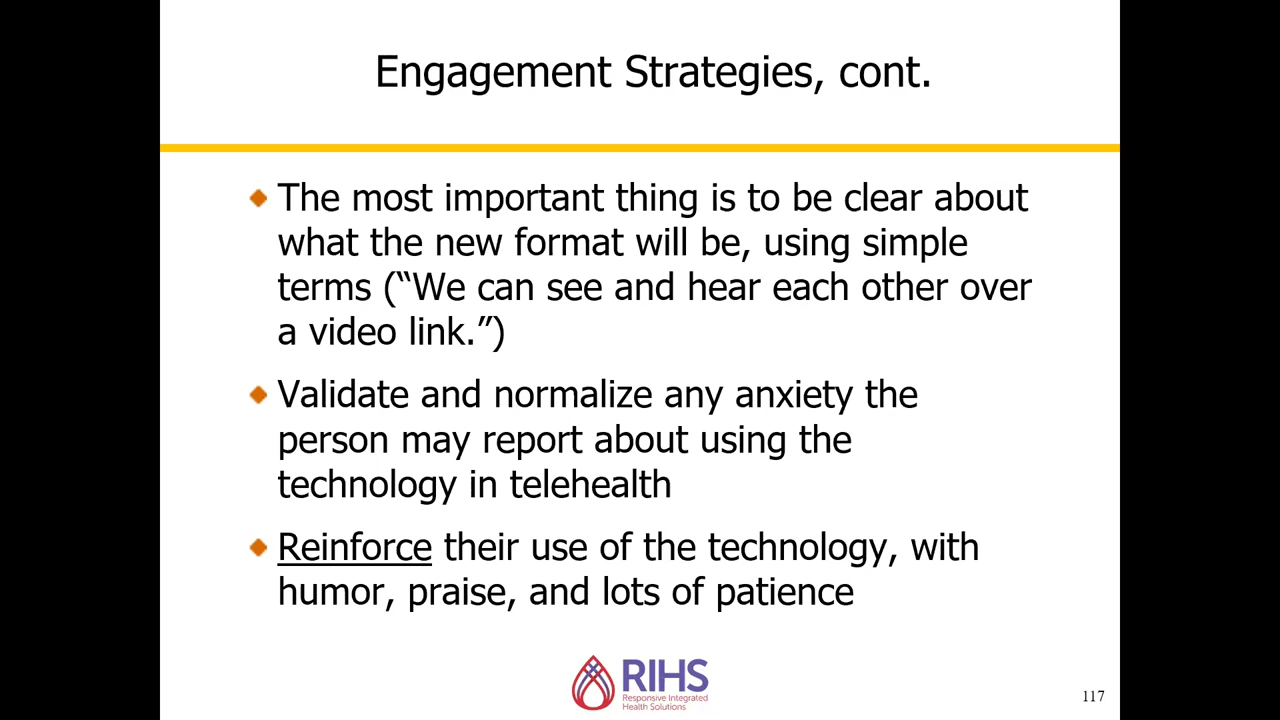 Engagement Strategies, cont.
The most important thing is to be clear about
what the new format will be, using simple
terms (“We can see and hear each other over
a video link.”)
Validate and normalize any anxiety the
person may report about using the
technology in telehealth
Reinforce their use of the technology, with
humor, praise, and lots of patience
RIHS
Responsive Integrated
Health Solutions
117